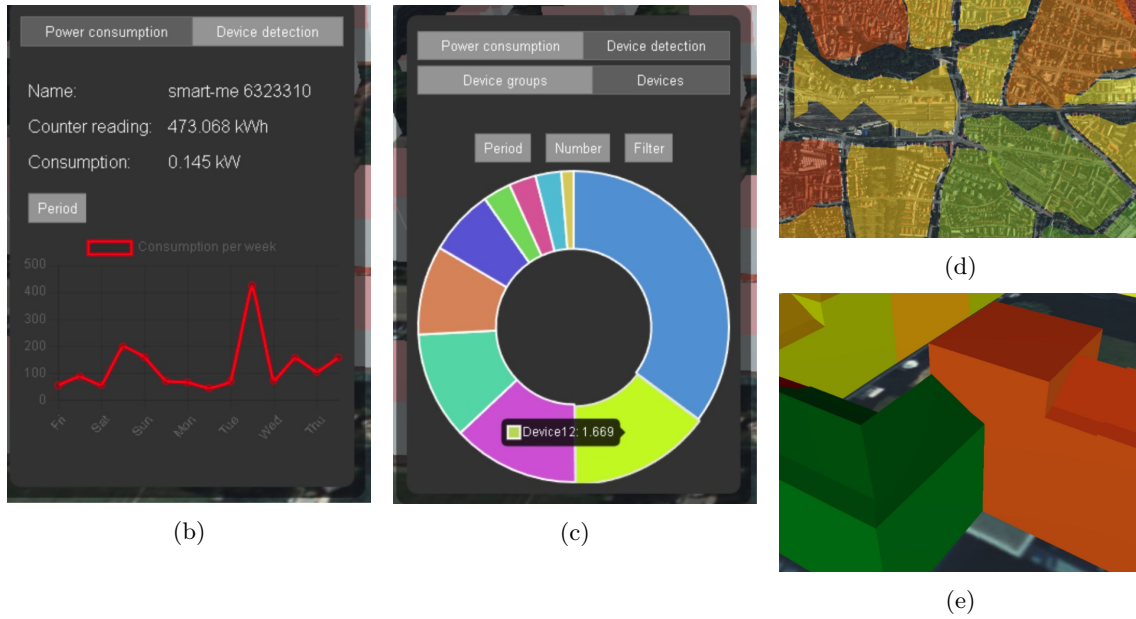 Power consumption Device detection
Name: smart-me 6323310
Counter reading: 473.068 kWh
Consumption: 0.145 kW
Period
Consumption per week
500
400
300
200
100
0
Fri Sat Sun Mon Tue Wed Thu
(b)
Power consumption Device detection
Device groups Devices
Period Number Filter
Device12: 1.669
(c)
(d)
(e)